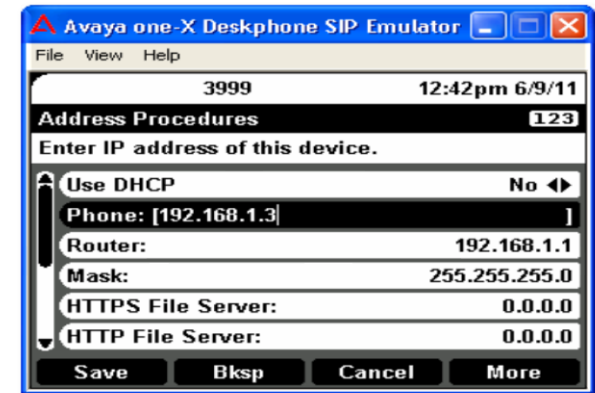 Avaya one-X Deskphone SIP Emulator
File View Help
3999 12:42pm 6/9/11
Address Procedures 123
Enter IP address of this device.
Use DHCP No
Phone: [192.168.1.3 ]
Router: 192.168.1.1
Mask: 255.255.255.0
HTTPS File Server: 0.0.0.0
HTTP File Server: 0.0.0.0
Save Bksp Cancel More